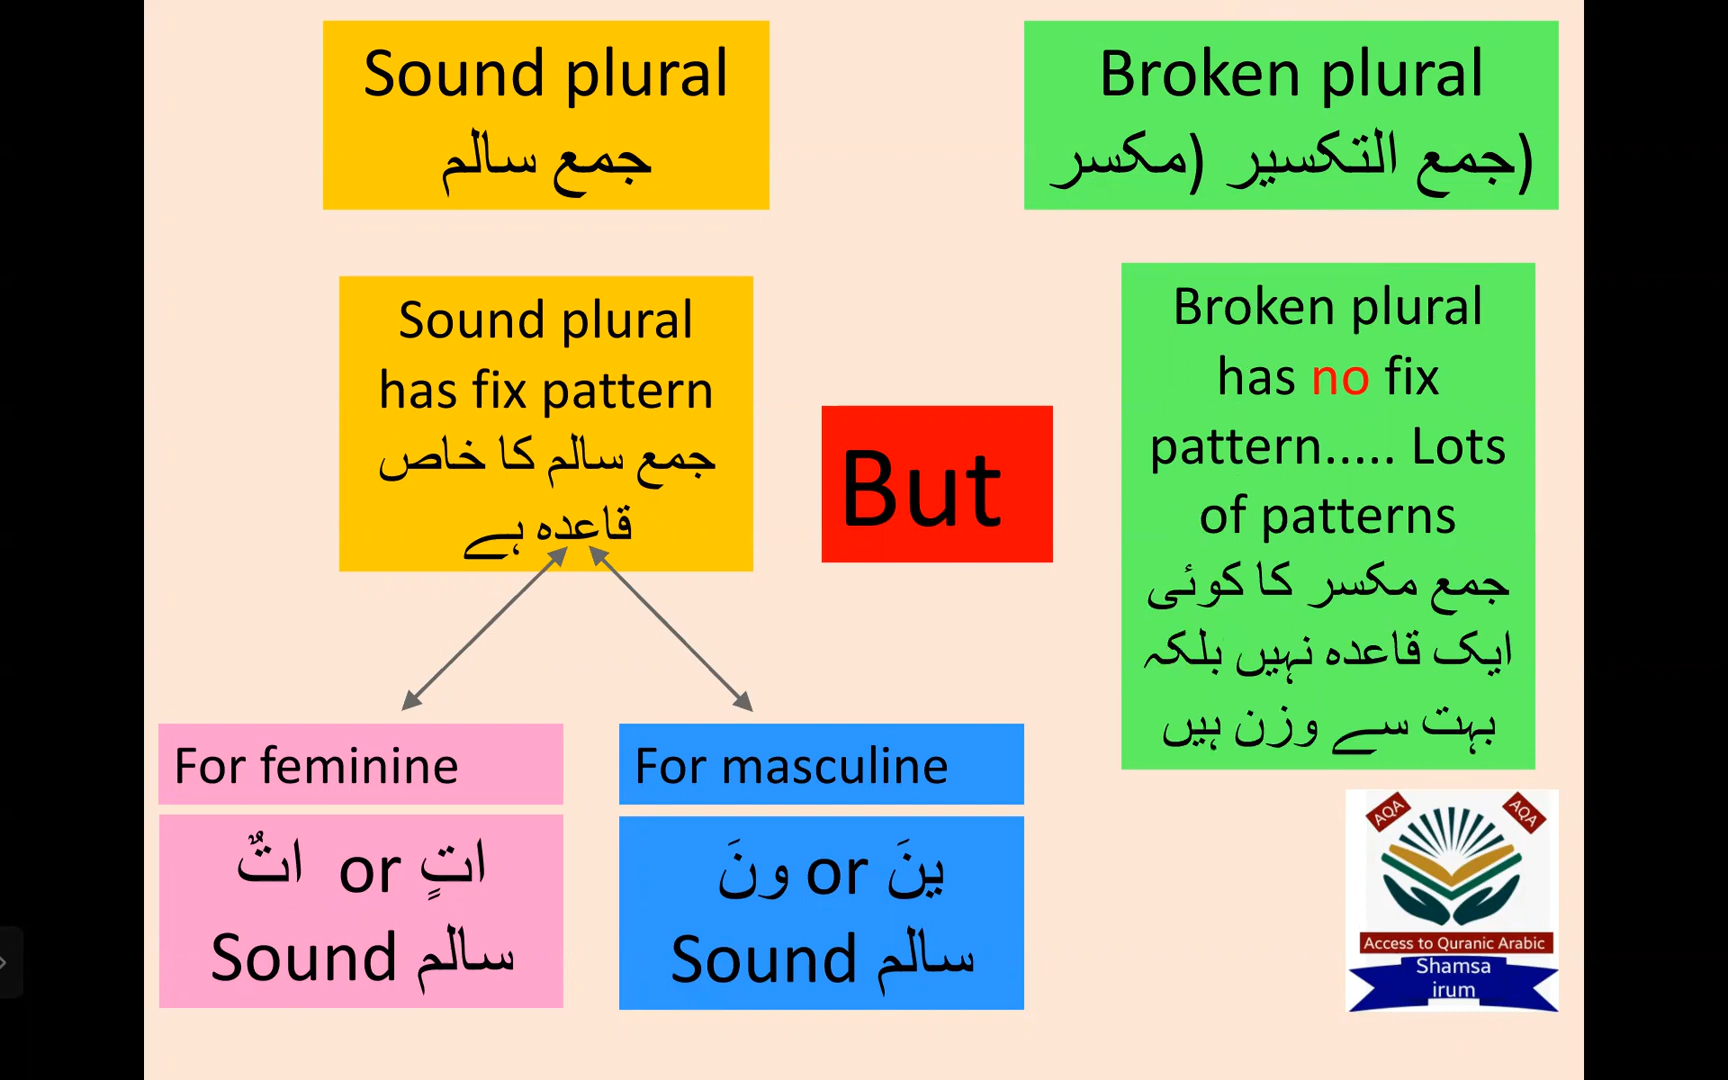 Sound plural
جمع سالم
Broken plural
جمع التكسير (مكسر)
Sound plural
has fix pattern
جمع سالم کا خاص
قاعدہ ہے
But
Broken plural
has no fix
pattern..... Lots
of patterns
جمع مکسر کا کوئی
ایک قاعدہ نہیں بلکہ
بہت سے وزن ہیں
For feminine
اتٌ or اتٍ
Sound سالم
For masculine
ونَ or ينَ
Sound سالم
AQA AQA
Access to Quranic Arabic
Shamsa
irum